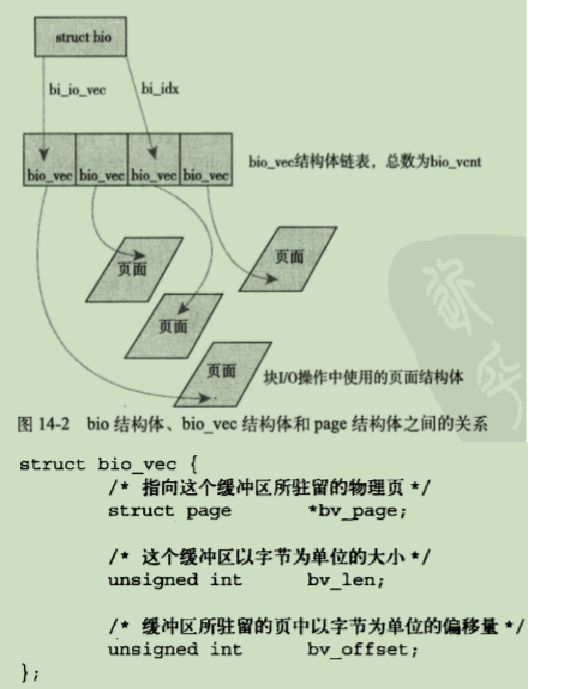 struct bio
bi_io_vec
bi_idx
bio_vec bio_vec bio_vec bio_vec
bio_vec结构体链表，总数为bio_vcnt
页面
页面
页面
页面
块I/O操作中使用的页面结构体
图 14-2 bio 结构体、bio_vec 结构体和 page 结构体之间的关系
struct bio_vec {
/* 指向这个缓冲区所驻留的物理页 */
struct page *bv_page;
/* 这个缓冲区以字节为单位的大小 */
unsigned int bv_len;
/* 缓冲区所驻留的页中以字节为单位的偏移量 */
unsigned int bv_offset;
};